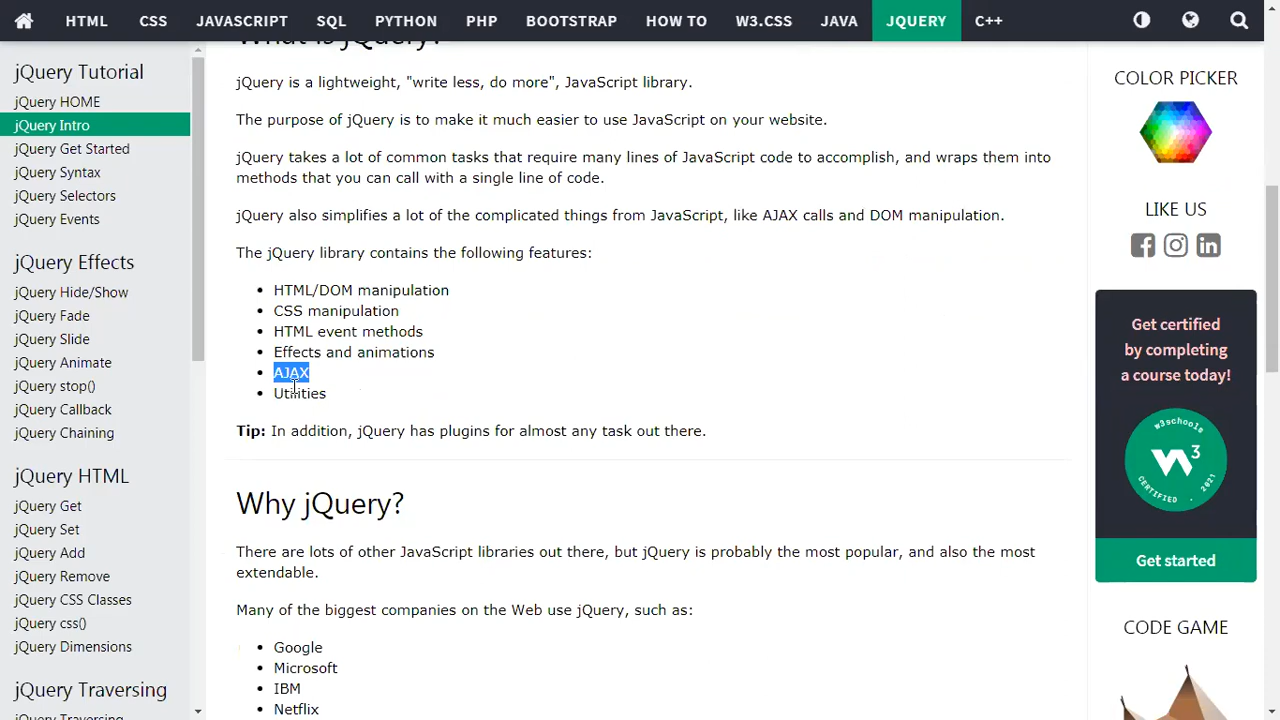 HTML CSS JAVASCRIPT SQL PYTHON PHP BOOTSTRAP HOW TO W3.CSS JAVA JQUERY C++
jQuery Tutorial
jQuery HOME
jQuery Intro
jQuery Get Started
jQuery Syntax
jQuery Selectors
jQuery Events
jQuery Effects
jQuery Hide/Show
jQuery Fade
jQuery Slide
jQuery Animate
jQuery stop()
jQuery Callback
jQuery Chaining
jQuery HTML
jQuery Get
jQuery Set
jQuery Add
jQuery Remove
jQuery CSS Classes
jQuery css()
jQuery Dimensions
jQuery Traversing
jQuery Traversing
What is jQuery?
jQuery is a lightweight, "write less, do more", JavaScript library.
The purpose of jQuery is to make it much easier to use JavaScript on your website.
jQuery takes a lot of common tasks that require many lines of JavaScript code to accomplish, and wraps them into
methods that you can call with a single line of code.
jQuery also simplifies a lot of the complicated things from JavaScript, like AJAX calls and DOM manipulation.
The jQuery library contains the following features:
HTML/DOM manipulation
CSS manipulation
HTML event methods
Effects and animations
AJAX
Utilities
Tip: In addition, jQuery has plugins for almost any task out there.
Why jQuery?
There are lots of other JavaScript libraries out there, but jQuery is probably the most popular, and also the most
extendable.
Many of the biggest companies on the Web use jQuery, such as:
Google
Microsoft
IBM
Netflix
COLOR PICKER
LIKE US
Get certified
by completing
a course today!
w3schools
W3
CERTIFIED . 2021
Get started
CODE GAME